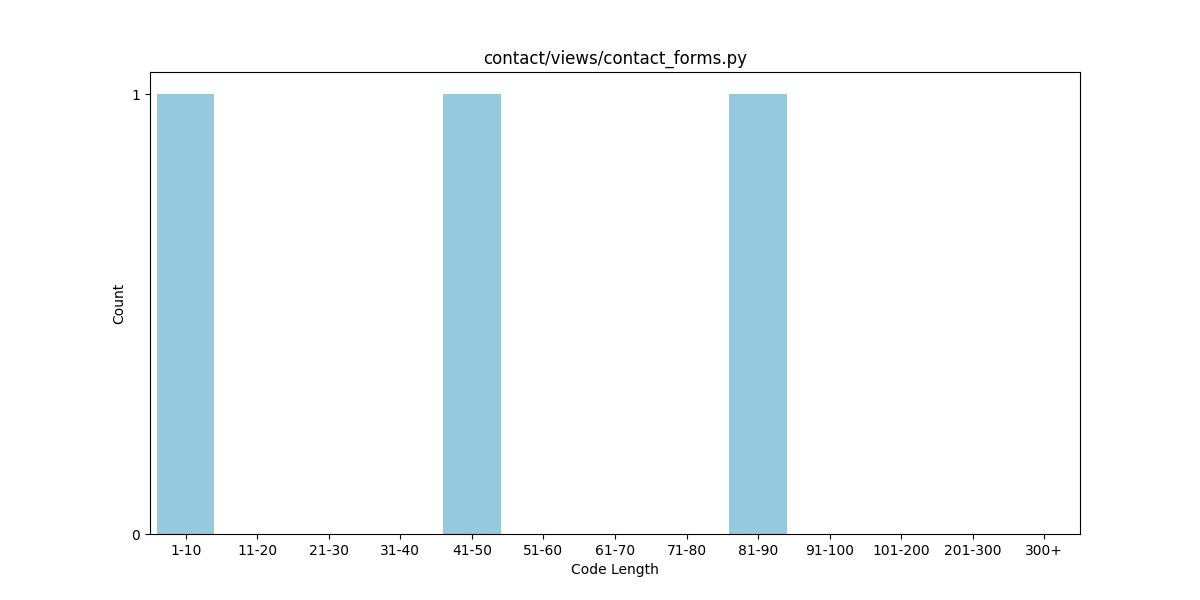 contact/views/contact_forms.py
1
Count
0
1-10 11-20 21-30 31-40 41-50 51-60 61-70 71-80 81-90 91-100 101-200 201-300 300+
Code Length